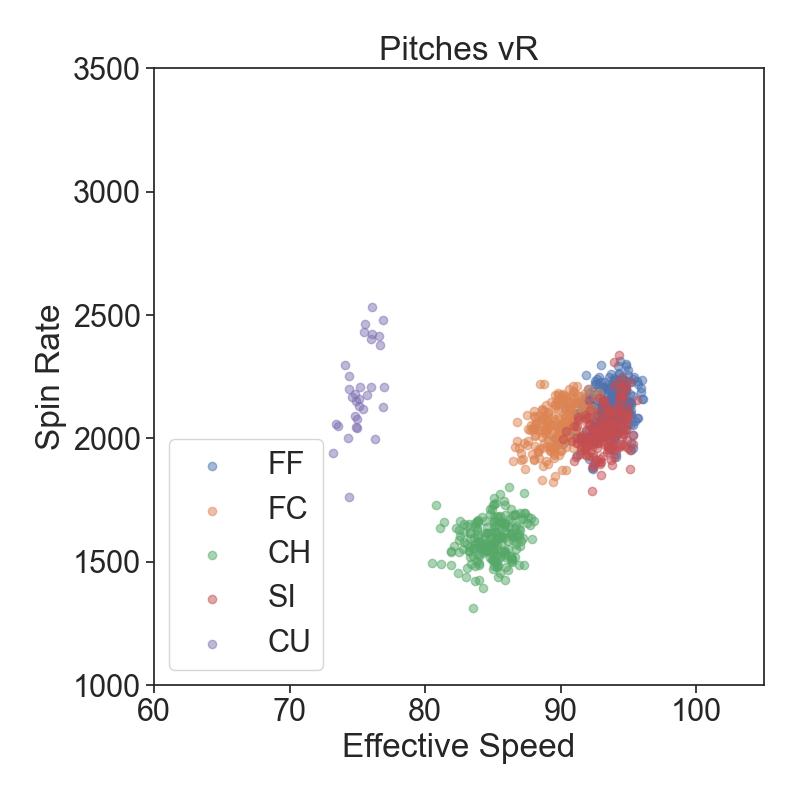 Pitches vR
3500
3000
2500
2000
1500
1000
Spin Rate
FF
FC
CH
SI
CU
60 70 80 90 100
Effective Speed